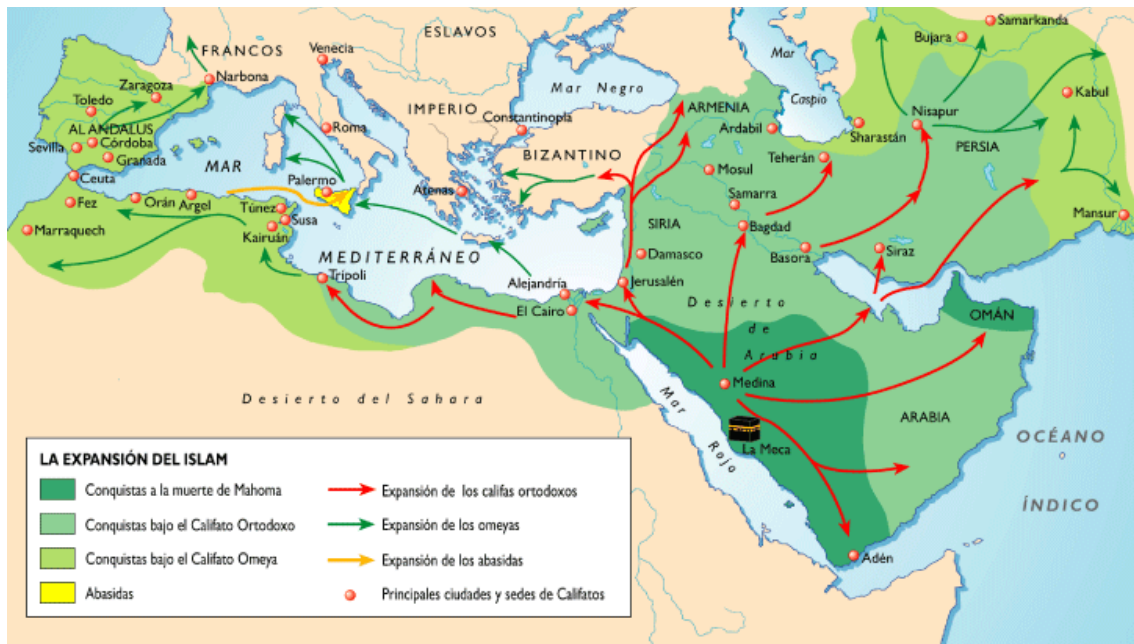 ESLAVOS
FRANCOS
Venecia
Narbona
Zaragoza
Toledo
AL ANDALUS
Córdoba
Sevilla
Granada
Ceuta
Fez
Marraquech
Orán
Argel
MAR
MEDITERRÁNEO
Roma
Palermo
Túnez
Susa
Kairuán
Trípoli
IMPERIO
BIZANTINO
Constantinopla
Atenas
Mar Negro
Alejandría
El Cairo
Jerusalén
Damasco
SIRIA
ARMENIA
Ardabil
Mosul
Samarra
Bagdad
Basora
Teherán
Mar
Caspio
Sharastán
Nisapur
PERSIA
Bujara
Samarkanda
Kabul
Mansur
Siraz
OMÁN
Desierto
de
Arabia
Medina
La Meca
Mar
Rojo
ARABIA
Adén
OCÉANO
ÍNDICO
Desierto del Sahara
LA EXPANSIÓN DEL ISLAM
Conquistas a la muerte de Mahoma
Conquistas bajo el Califato Ortodoxo
Conquistas bajo el Califato Omeya
Abasidas
Expansión de los califas ortodoxos
Expansión de los omeyas
Expansión de los abasidas
Principales ciudades y sedes de Califatos